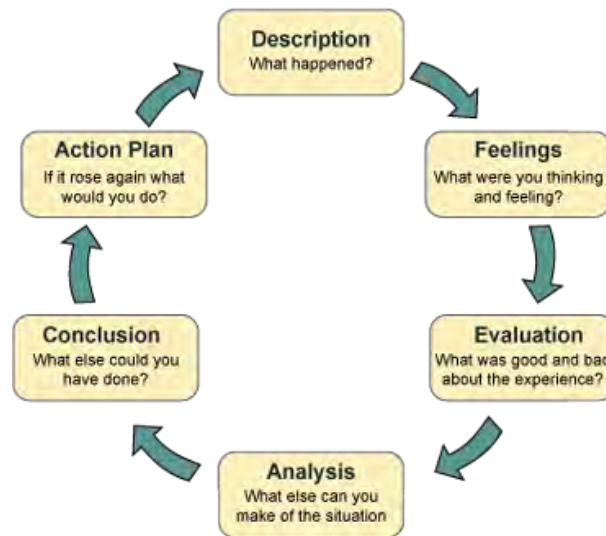 Description
What happened?
Feelings
What were you thinking
and feeling?
Evaluation
What was good and bad
about the experience?
Analysis
What else can you
make of the situation
Conclusion
What else could you
have done?
Action Plan
If it rose again what
would you do?